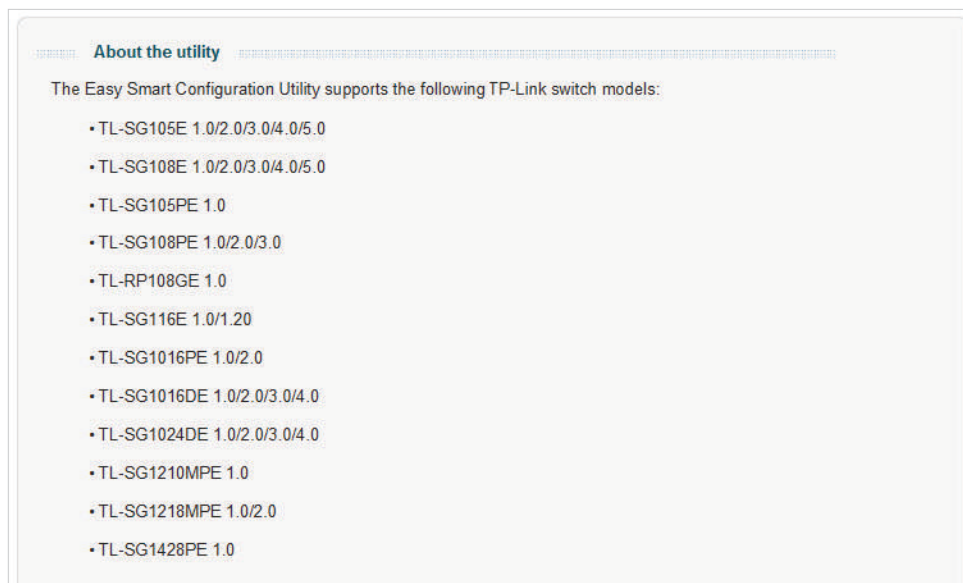 About the utility
The Easy Smart Configuration Utility supports the following TP-Link switch models:
• TL-SG105E 1.0/2.0/3.0/4.0/5.0
• TL-SG108E 1.0/2.0/3.0/4.0/5.0
• TL-SG105PE 1.0
• TL-SG108PE 1.0/2.0/3.0
• TL-RP108GE 1.0
• TL-SG116E 1.0/1.20
• TL-SG1016PE 1.0/2.0
• TL-SG1016DE 1.0/2.0/3.0/4.0
• TL-SG1024DE 1.0/2.0/3.0/4.0
• TL-SG1210MPE 1.0
• TL-SG1218MPE 1.0/2.0
• TL-SG1428PE 1.0